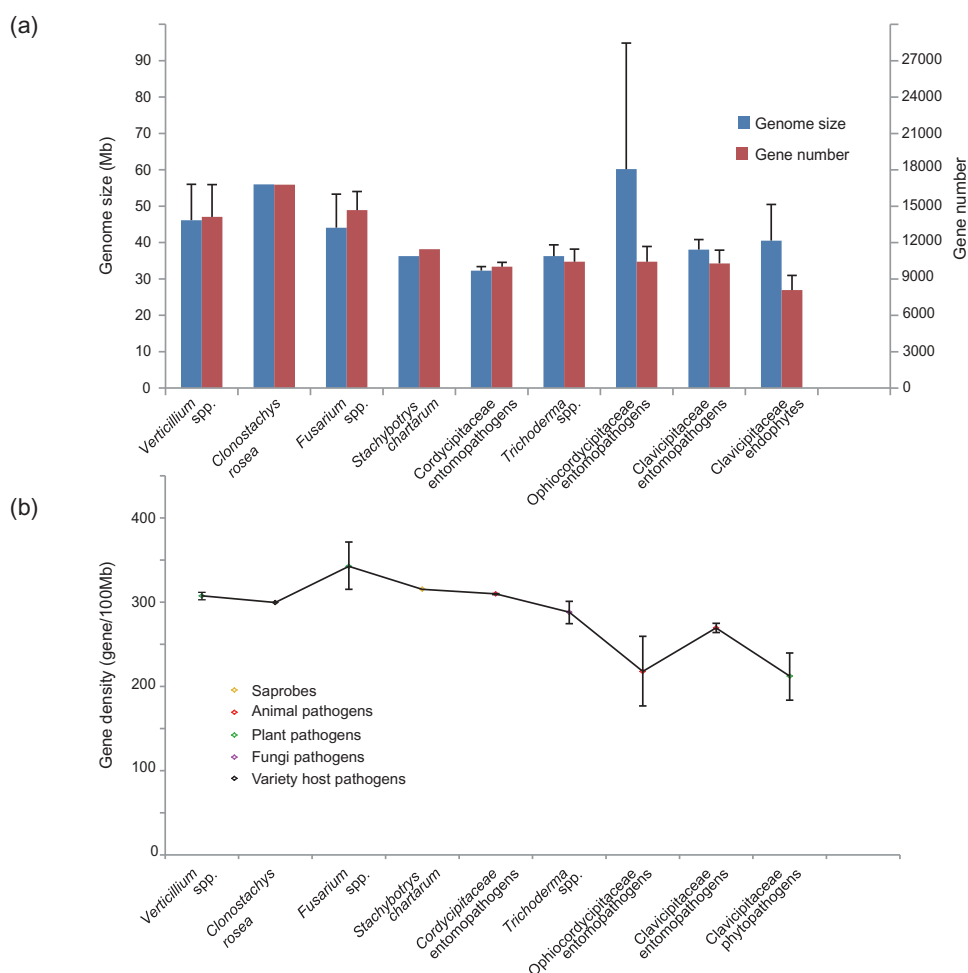 (a)
90
80
70
60
50
40
30
20
10
0
Genome size (Mb)
27000
24000
21000
18000
15000
12000
9000
6000
3000
0
Gene number
Genome size
Gene number
Verticillium
spp.
Clonostachys
rosea
Fusarium
spp.
Stachybotrys
chartarum
Cordycipitaceae
entomopathogens
Trichoderma
spp.
Ophiocordycipitaceae
entomopathogens
Clavicipitaceae
entomopathogens
Clavicipitaceae
endophytes
(b)
400
300
200
100
0
Gene density (gene/100Mb)
Saprobes
Animal pathogens
Plant pathogens
Fungi pathogens
Variety host pathogens
Verticillium
spp.
Clonostachys
rosea
Fusarium
spp.
Stachybotrys
chartarum
Cordycipitaceae
entomopathogens
Trichoderma
spp.
Ophiocordycipitaceae
entomopathogens
Clavicipitaceae
entomopathogens
Clavicipitaceae
phytopathogens